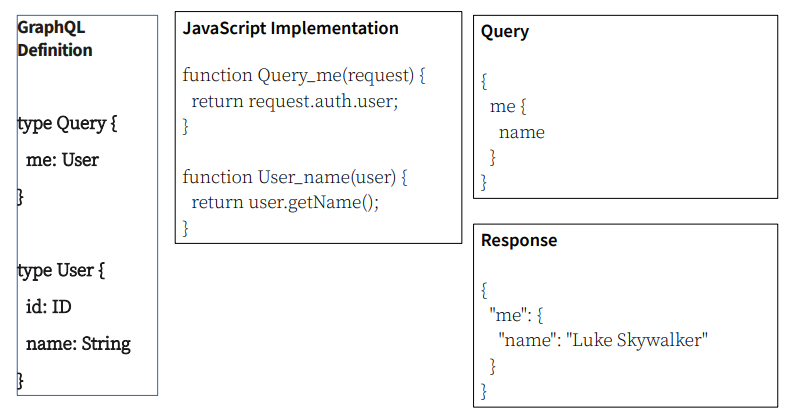 GraphQL
Definition
type Query {
me: User
}
type User {
id: ID
name: String
}
JavaScript Implementation
function Query_me(request) {
return request.auth.user;
}
function User_name(user) {
return user.getName();
}
Query
{
me {
name
}
}
Response
{
"me": {
"name": "Luke Skywalker"
}
}